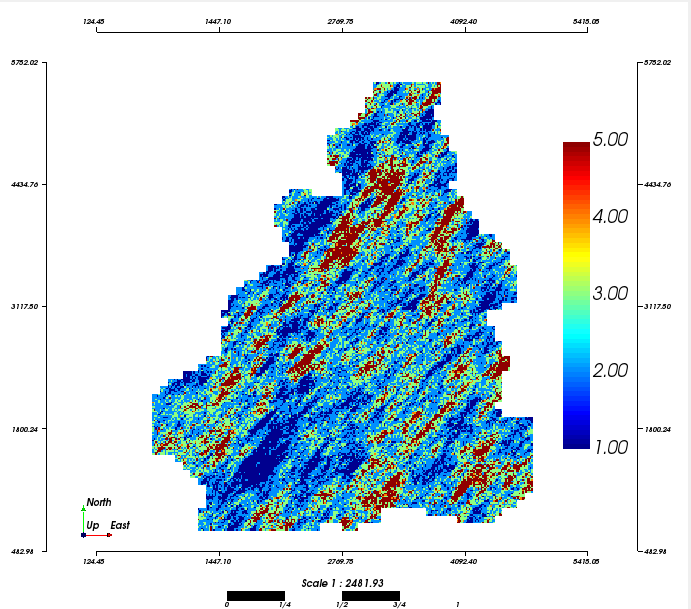 124.45 1447.10 2769.75 4092.40 5415.05
5752.02 5752.02
5.00
4434.76 4434.76
4.00
3.00
3117.50 3117.50
2.00
1800.24 1800.24
1.00
North
Up East
482.98 482.98
124.45 1447.10 2769.75 4092.40 5415.05
Scale 1 : 2481.93
0 1/4 1/2 3/4 1